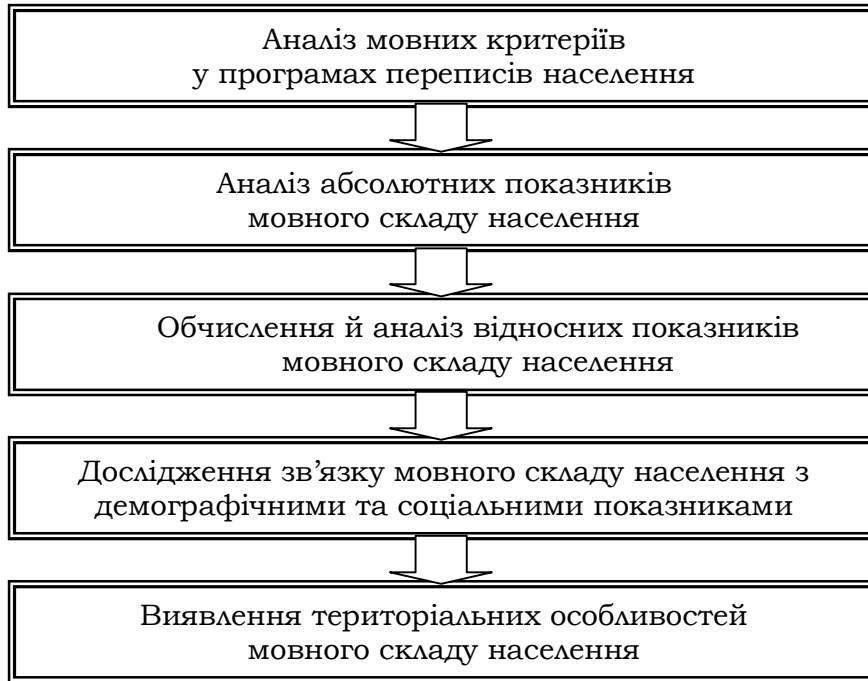 Аналіз мовних критеріїв
у програмах переписів населення
Аналіз абсолютних показників
мовного складу населення
Обчислення й аналіз відносних показників
мовного складу населення
Дослідження зв’язку мовного складу населення з
демографічними та соціальними показниками
Виявлення територіальних особливостей
мовного складу населення